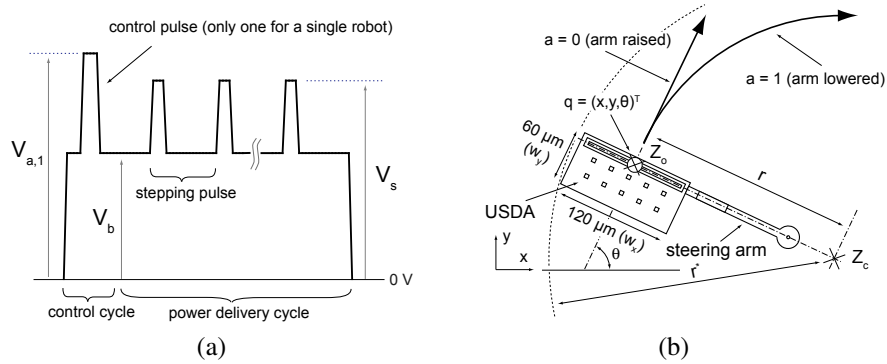 control pulse (only one for a single robot)
V_{a,1}
V_b
V_s
stepping pulse
0 V
control cycle
power delivery cycle
(a)
a = 0 (arm raised)
a = 1 (arm lowered)
q = (x,y,θ)^T
60 µm
(w_y)
Z_o
r
USDA
120 µm (w_x)
steering arm
y
x
θ
r*
Z_c
(b)